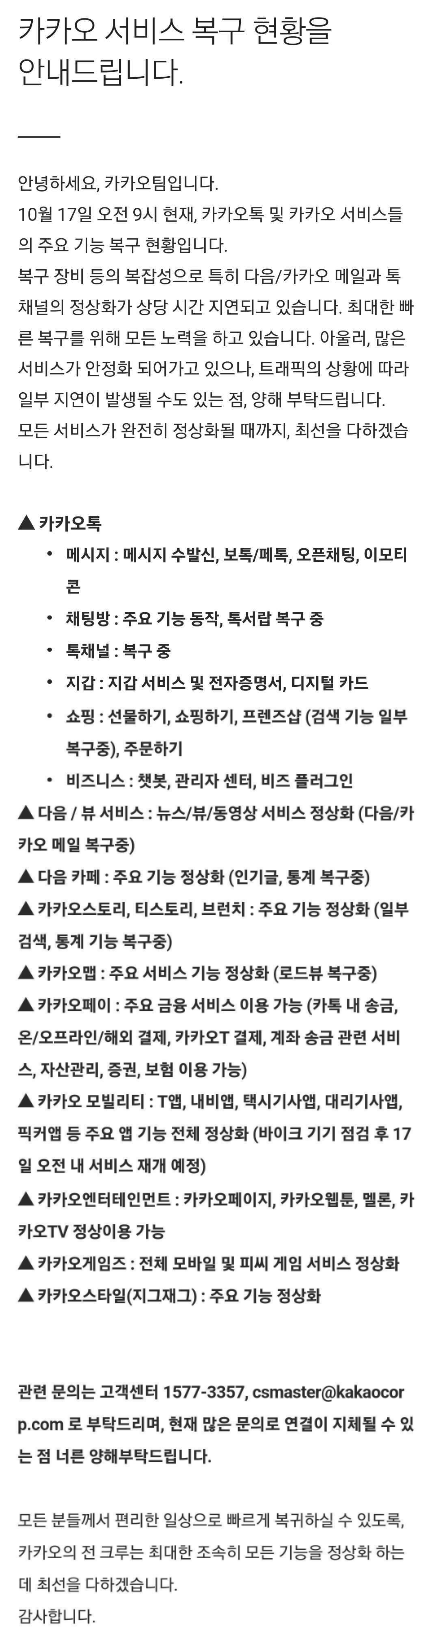 카카오 서비스 복구 현황을
안내드립니다.
안녕하세요, 카카오팀입니다.
10월 17일 오전 9시 현재, 카카오톡 및 카카오 서비스들
의 주요 기능 복구 현황입니다.
복구 장비 등의 복잡성으로 특히 다음/카카오 메일과 톡
채널의 정상화가 상당 시간 지연되고 있습니다. 최대한 빠
른 복구를 위해 모든 노력을 하고 있습니다. 아울러, 많은
서비스가 안정화 되어가고 있으나, 트래픽의 상황에 따라
일부 지연이 발생될 수도 있는 점, 양해 부탁드립니다.
모든 서비스가 완전히 정상화될 때까지, 최선을 다하겠습
니다.
▲ 카카오톡
• 메시지 : 메시지 수발신, 보톡/페톡, 오픈채팅, 이모티
콘
• 채팅방 : 주요 기능 동작, 톡서랍 복구 중
• 톡채널 : 복구 중
• 지갑 : 지갑 서비스 및 전자증명서, 디지털 카드
• 쇼핑 : 선물하기, 쇼핑하기, 프렌즈샵 (검색 기능 일부
복구중), 주문하기
• 비즈니스 : 챗봇, 관리자 센터, 비즈 플러그인
▲ 다음 / 뷰 서비스 : 뉴스/뷰/동영상 서비스 정상화 (다음/카
카오 메일 복구중)
▲ 다음 카페 : 주요 기능 정상화 (인기글, 통계 복구중)
▲ 카카오스토리, 티스토리, 브런치 : 주요 기능 정상화 (일부
검색, 통계 기능 복구중)
▲ 카카오맵 : 주요 서비스 기능 정상화 (로드뷰 복구중)
▲ 카카오페이 : 주요 금융 서비스 이용 가능 (카톡 내 송금,
온/오프라인/해외 결제, 카카오T 결제, 계좌 송금 관련 서비
스, 자산관리, 증권, 보험 이용 가능)
▲ 카카오 모빌리티 : T앱, 내비앱, 택시기사앱, 대리기사앱,
픽커앱 등 주요 앱 기능 전체 정상화 (바이크 기기 점검 후 17
일 오전 내 서비스 재개 예정)
▲ 카카오엔터테인먼트 : 카카오페이지, 카카오웹툰, 멜론, 카
카오TV 정상이용 가능
▲ 카카오게임즈 : 전체 모바일 및 피씨 게임 서비스 정상화
▲ 카카오스타일(지그재그) : 주요 기능 정상화
관련 문의는 고객센터 1577-3357, csmaster@kakaocor
p.com 로 부탁드리며, 현재 많은 문의로 연결이 지체될 수 있
는 점 너른 양해부탁드립니다.
모든 분들께서 편리한 일상으로 빠르게 복귀하실 수 있도록,
카카오의 전 크루는 최대한 조속히 모든 기능을 정상화 하는
데 최선을 다하겠습니다.
감사합니다.